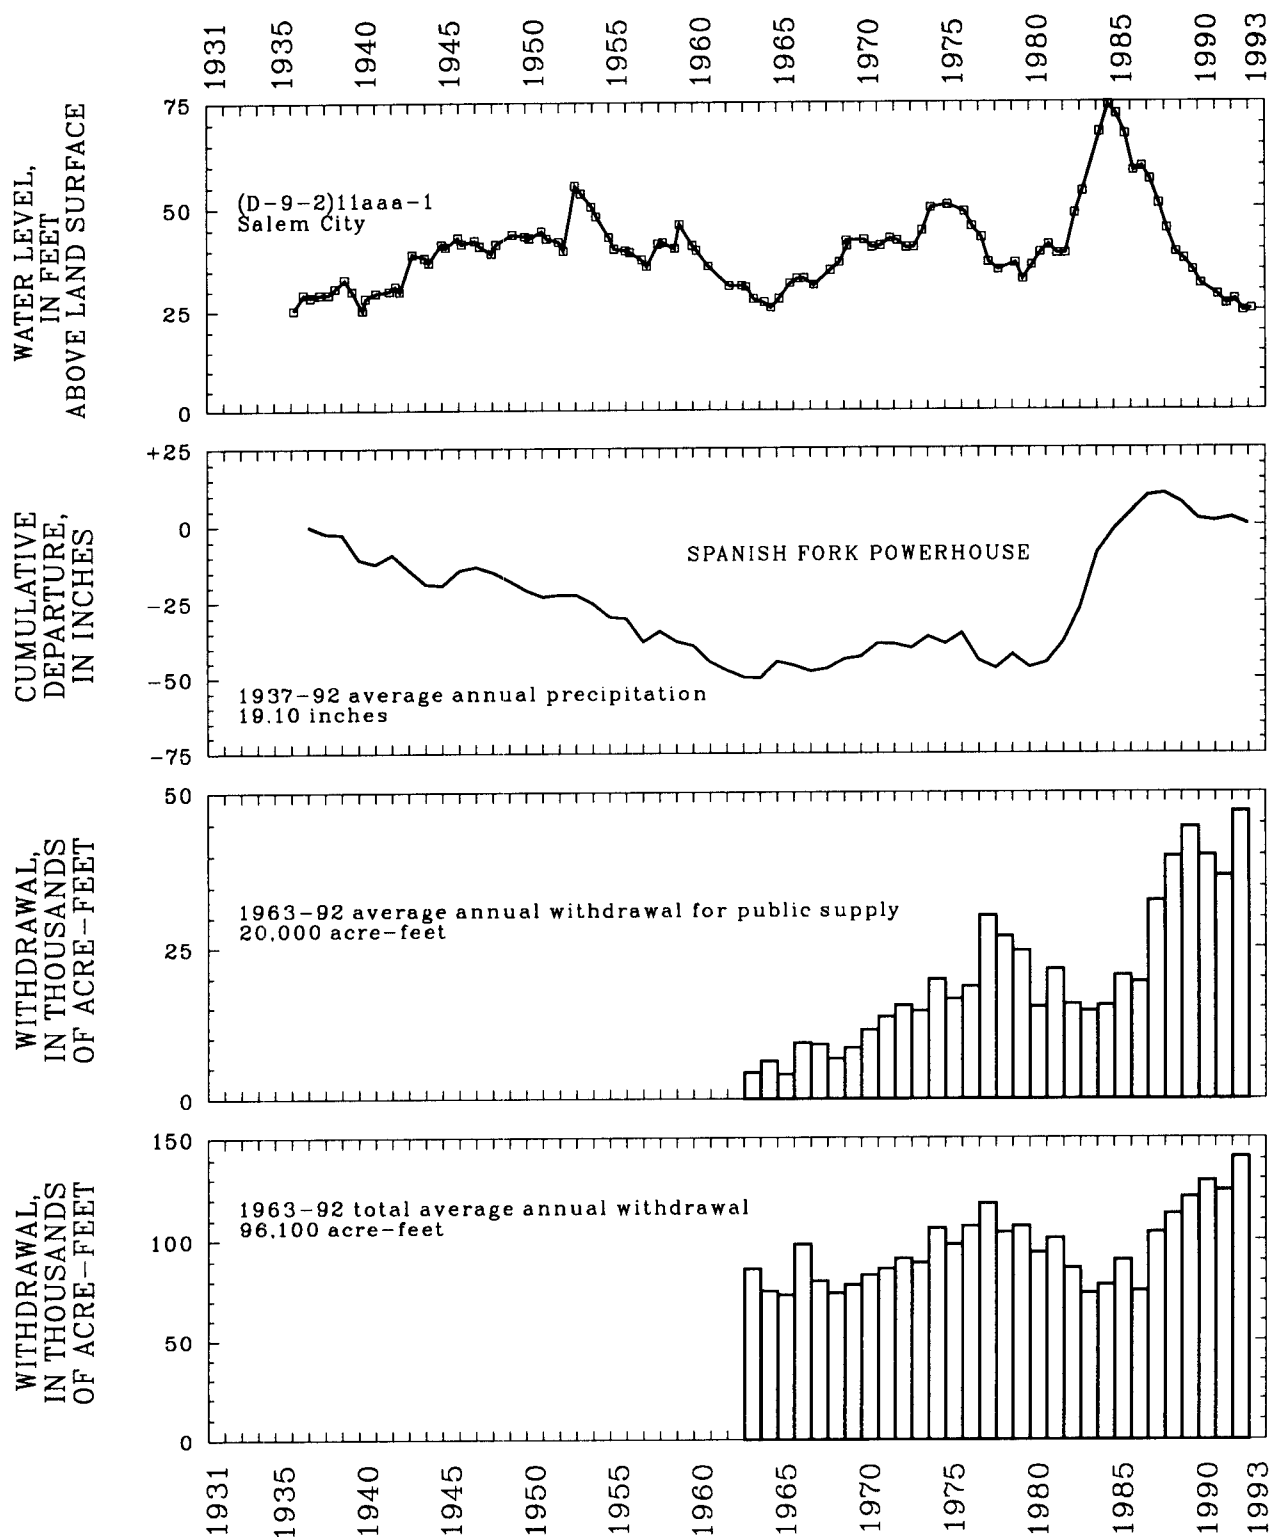 1931 1935 1940 1945 1950 1955 1960 1965 1970 1975 1980 1985 1990 1993
WATER LEVEL,
IN FEET
ABOVE LAND SURFACE
75
50
25
0
(D-9-2)11aaa-1
Salem City
CUMULATIVE
DEPARTURE,
IN INCHES
+25
0
-25
-50
-75
SPANISH FORK POWERHOUSE
1937-92 average annual precipitation
19.10 inches
WITHDRAWAL,
IN THOUSANDS
OF ACRE-FEET
50
25
0
1963-92 average annual withdrawal for public supply
20,000 acre-feet
WITHDRAWAL,
IN THOUSANDS
OF ACRE-FEET
150
100
50
0
1963-92 total average annual withdrawal
96,100 acre-feet
1931 1935 1940 1945 1950 1955 1960 1965 1970 1975 1980 1985 1990 1993